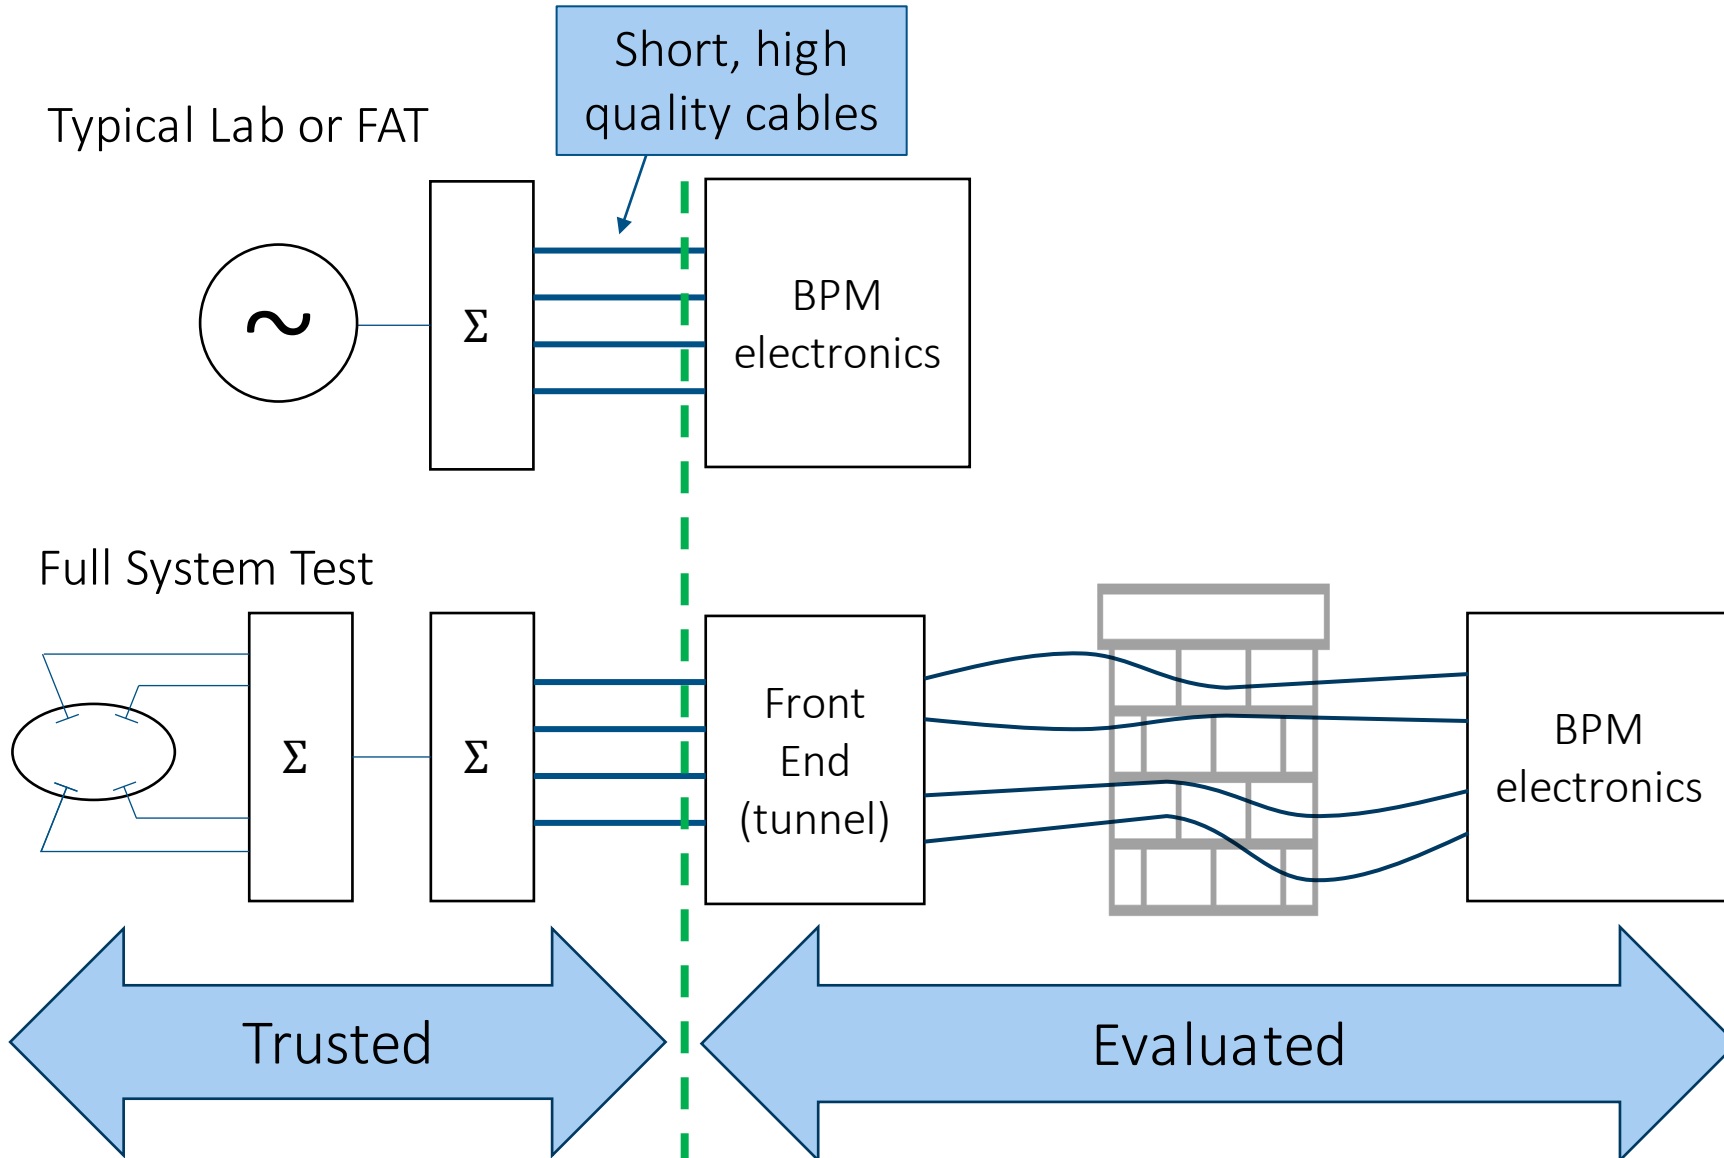 Short, high
quality cables
Typical Lab or FAT
~
Σ
BPM
electronics
Full System Test
Σ
Σ
Front
End
(tunnel)
BPM
electronics
Trusted
Evaluated